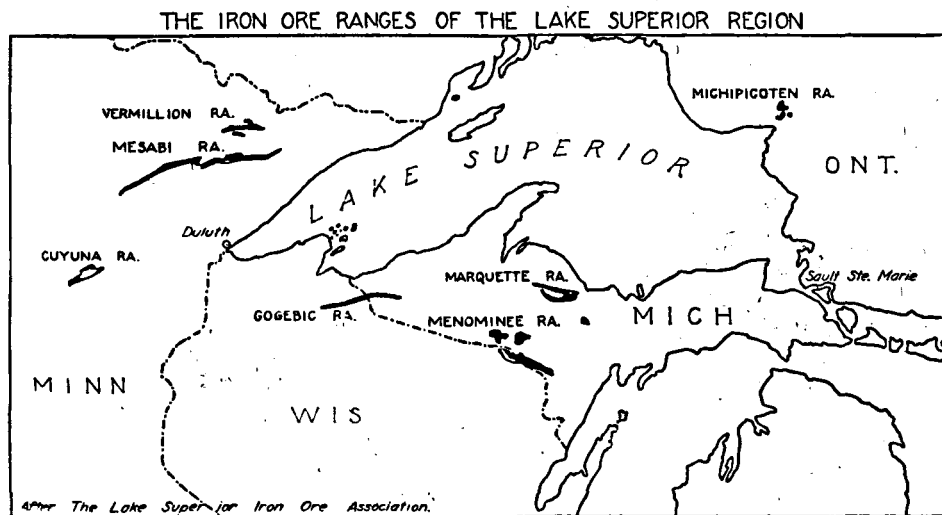 THE IRON ORE RANGES OF THE LAKE SUPERIOR REGION
MICHIPIGOTEN RA.
VERMILLION RA.
MESABI RA.
LAKE SUPERIOR
ONT.
Duluth
CUYUNA RA.
MARQUETTE RA.
Sault Ste. Marie
GOGEBIC RA.
MENOMINEE RA.
MICH
MINN
WIS
After The Lake Superior Iron Ore Association.